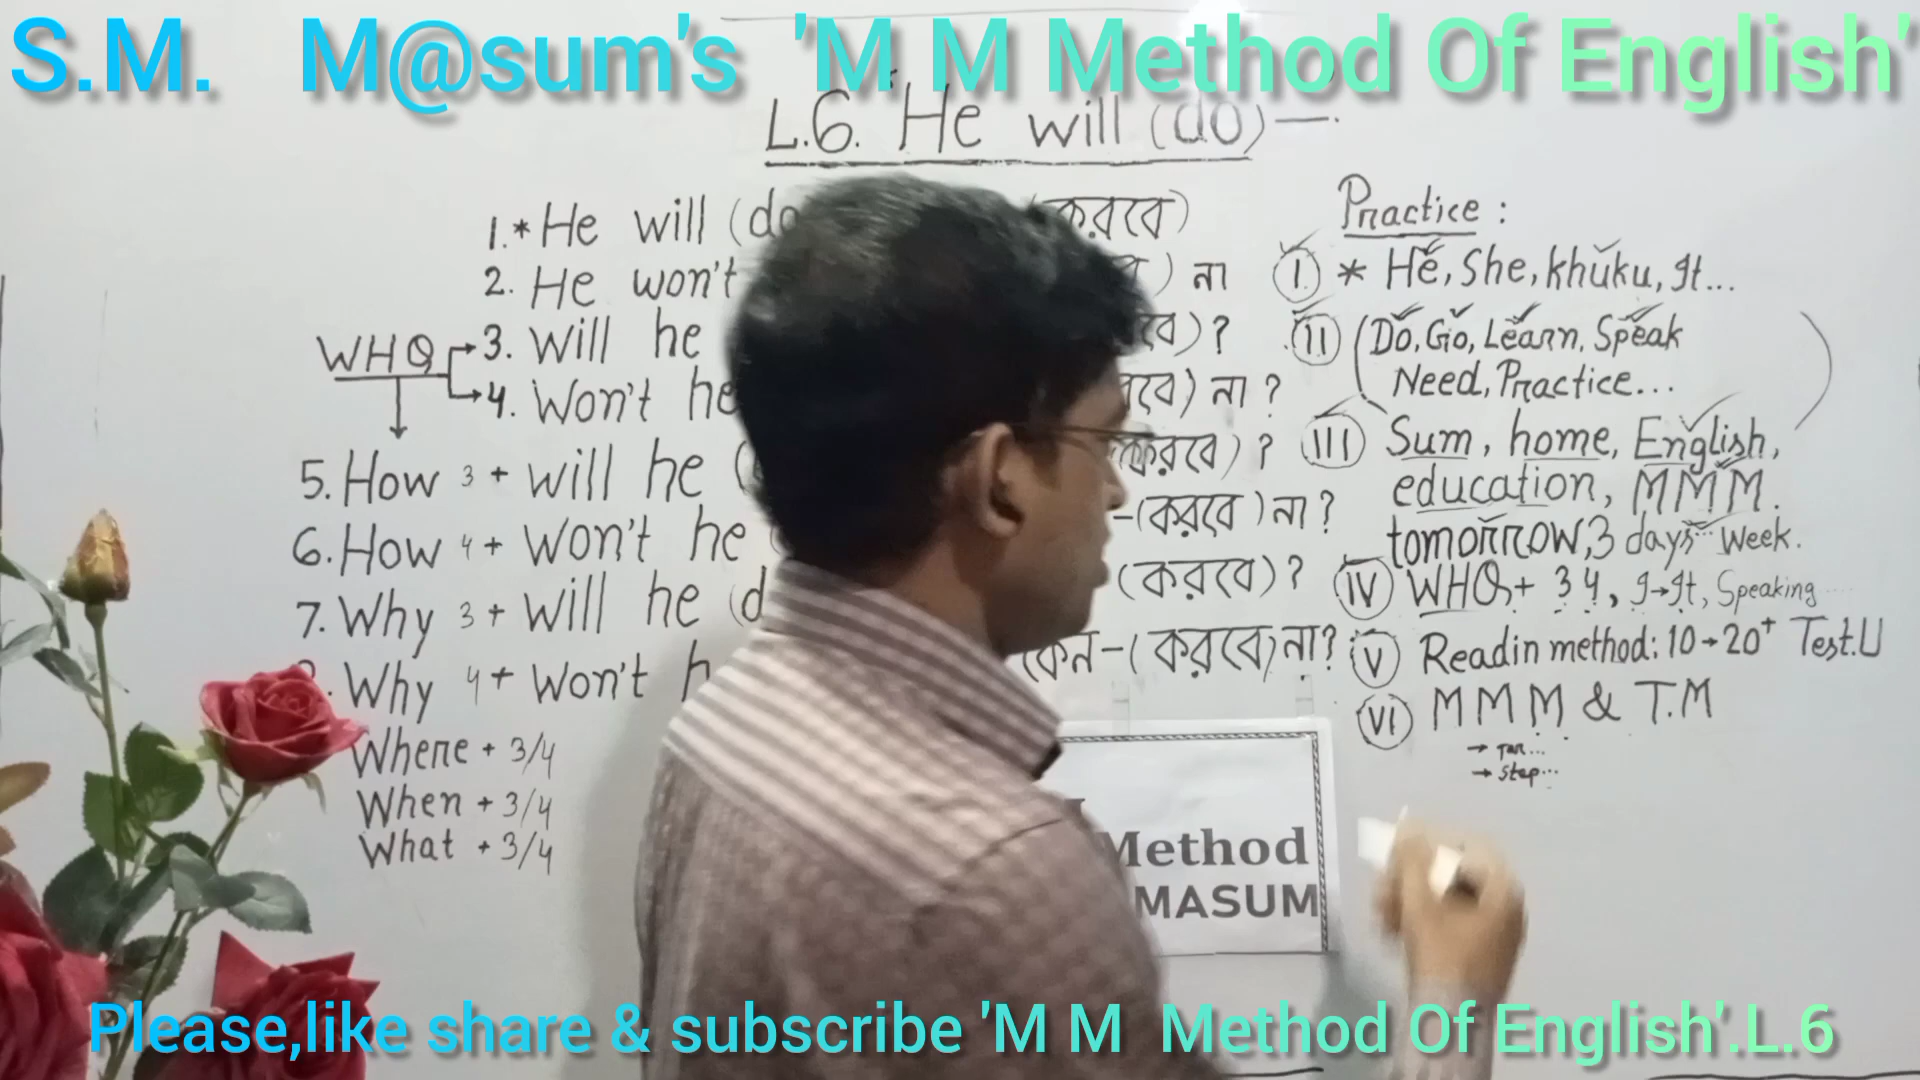 S.M. M@sum's 'M M Method Of English'
L.6. "He will (do)—.
1.* He will (do করবে)
2. He won't ) না
WHQ
3. Will he বে)?
4. Won't he রবে) না ?
5. How 3 + will he করবে) ?
6. How 4 + Won't he -(করবে) না?
7. Why 3 + will he (d (করবে)?
Why 4 + Won't h কেন-(করবে)না?
Where + 3/4
When + 3/4
What + 3/4
Practice :
I * He, She, khuku, It...
II (Do, Go, Learn, Speak
Need, Practice... )
III Sum, home, English,
education, MMM.
tomorrow, 3 days... Week.
IV WHQ + 3 4, I→It, Speaking....
V Readin method: 10→20+ Test.U
VI M M M & T.M
→ Tar...
→ Step...
Method
MASUM
Please,like share & subscribe 'M M Method Of English'.L.6